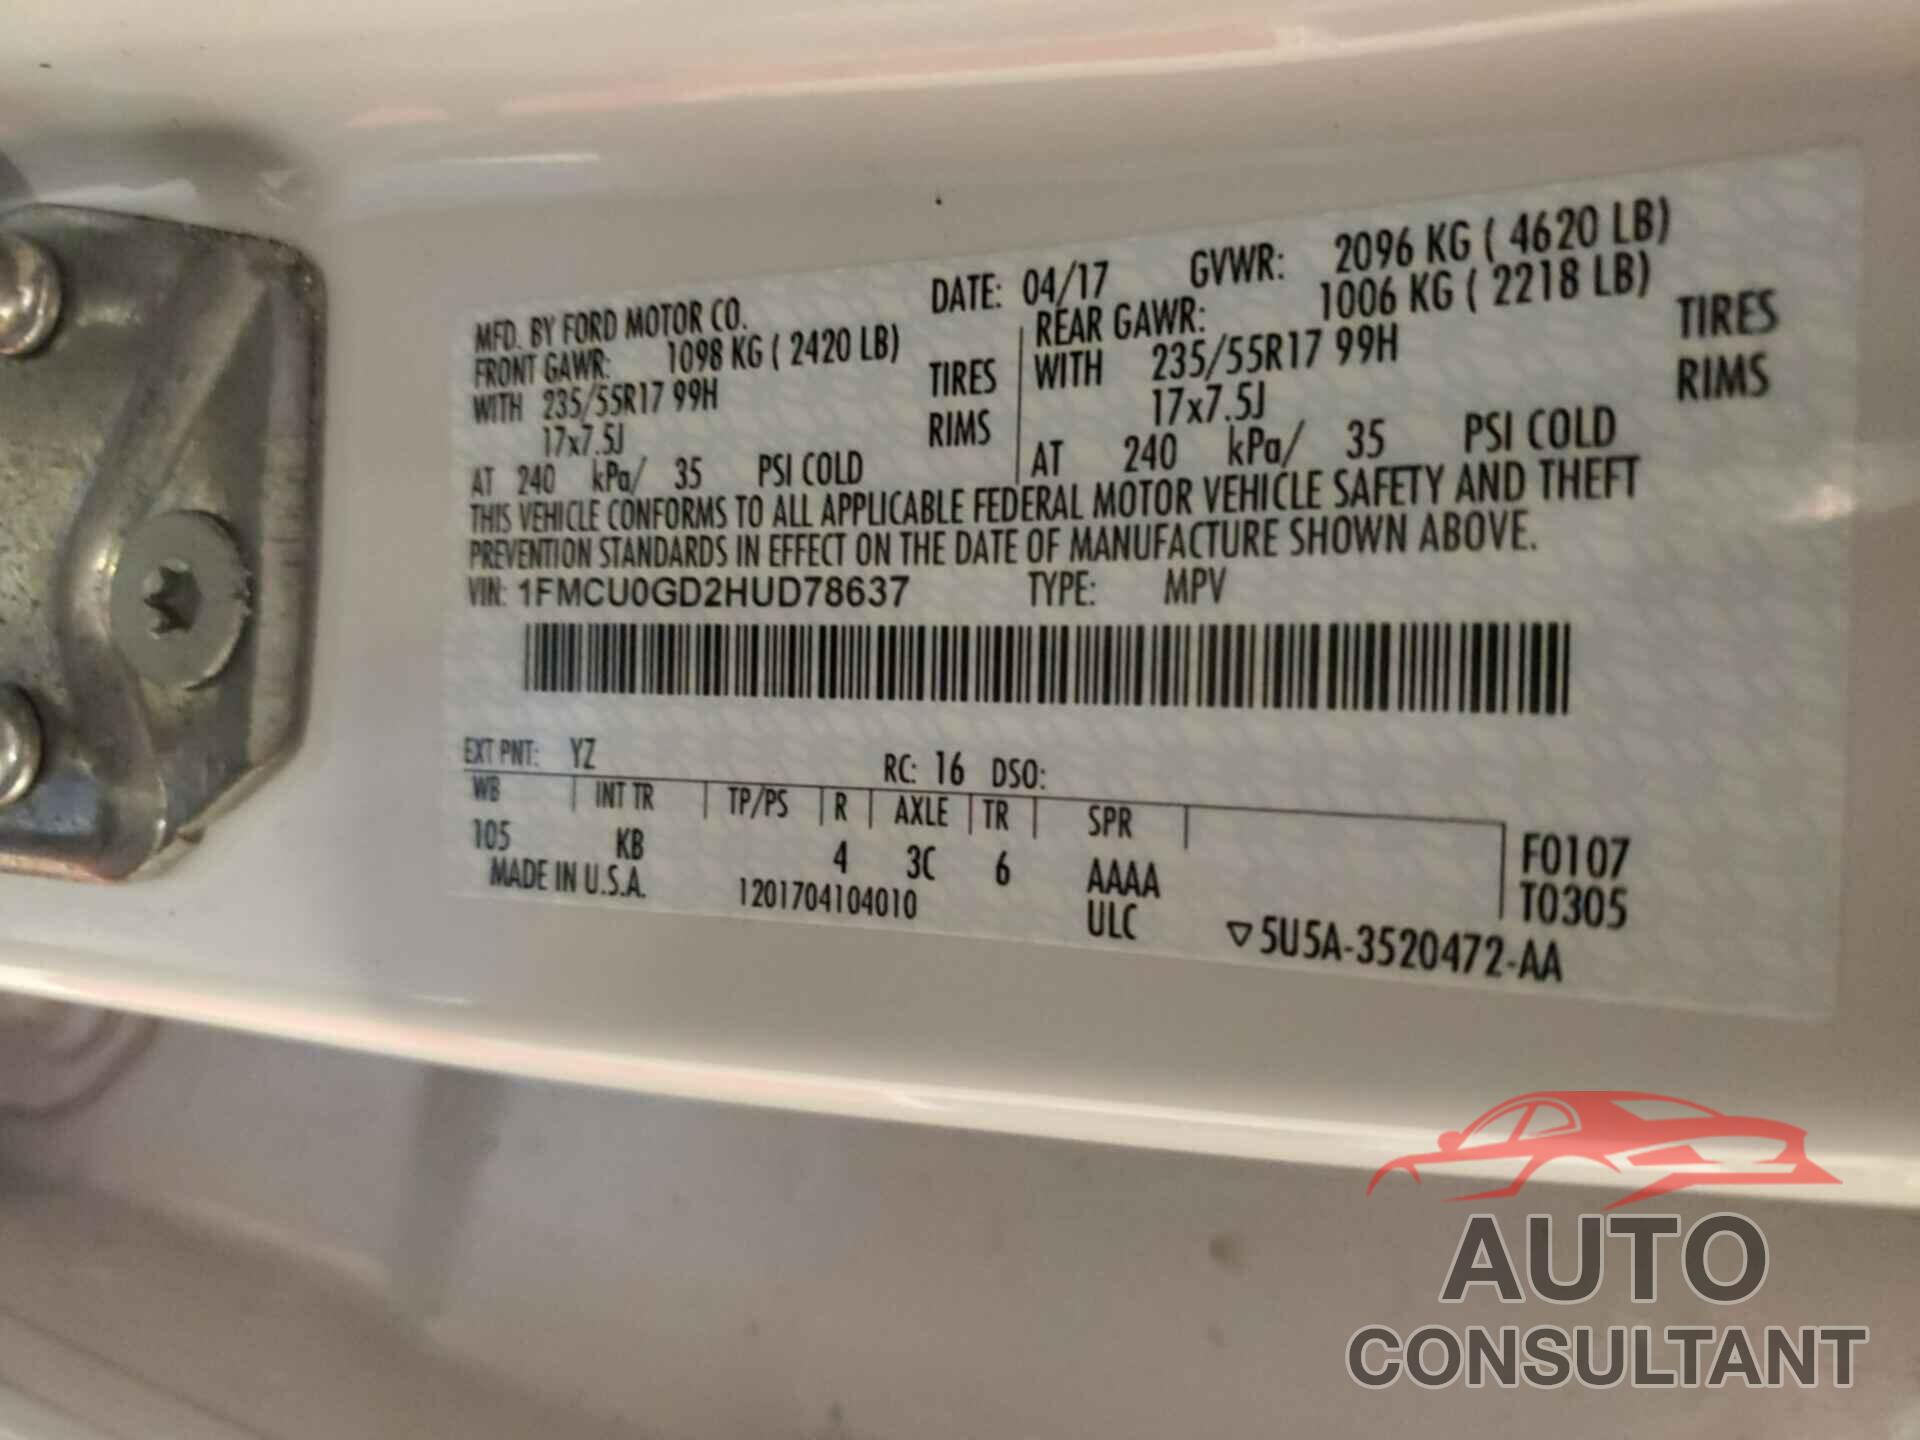 MFD. BY FORD MOTOR CO. DATE: 04/17 GVWR: 2096 KG ( 4620 LB)
FRONT GAWR: 1098 KG ( 2420 LB) REAR GAWR: 1006 KG ( 2218 LB)
WITH 235/55R17 99H TIRES WITH 235/55R17 99H TIRES
17x7.5J RIMS 17x7.5J RIMS
AT 240 kPa/ 35 PSI COLD AT 240 kPa/ 35 PSI COLD
THIS VEHICLE CONFORMS TO ALL APPLICABLE FEDERAL MOTOR VEHICLE SAFETY AND THEFT
PREVENTION STANDARDS IN EFFECT ON THE DATE OF MANUFACTURE SHOWN ABOVE.
VIN: 1FMCU0GD2HUD78637 TYPE: MPV
EXT PNT: YZ RC: 16 DSO:
WB INT TR TP/PS R AXLE TR SPR
105 KB 4 3C 6 AAAA F0107
MADE IN U.S.A. 1201704104010 ULC T0305
▽5U5A-3520472-AA
AUTO
CONSULTANT